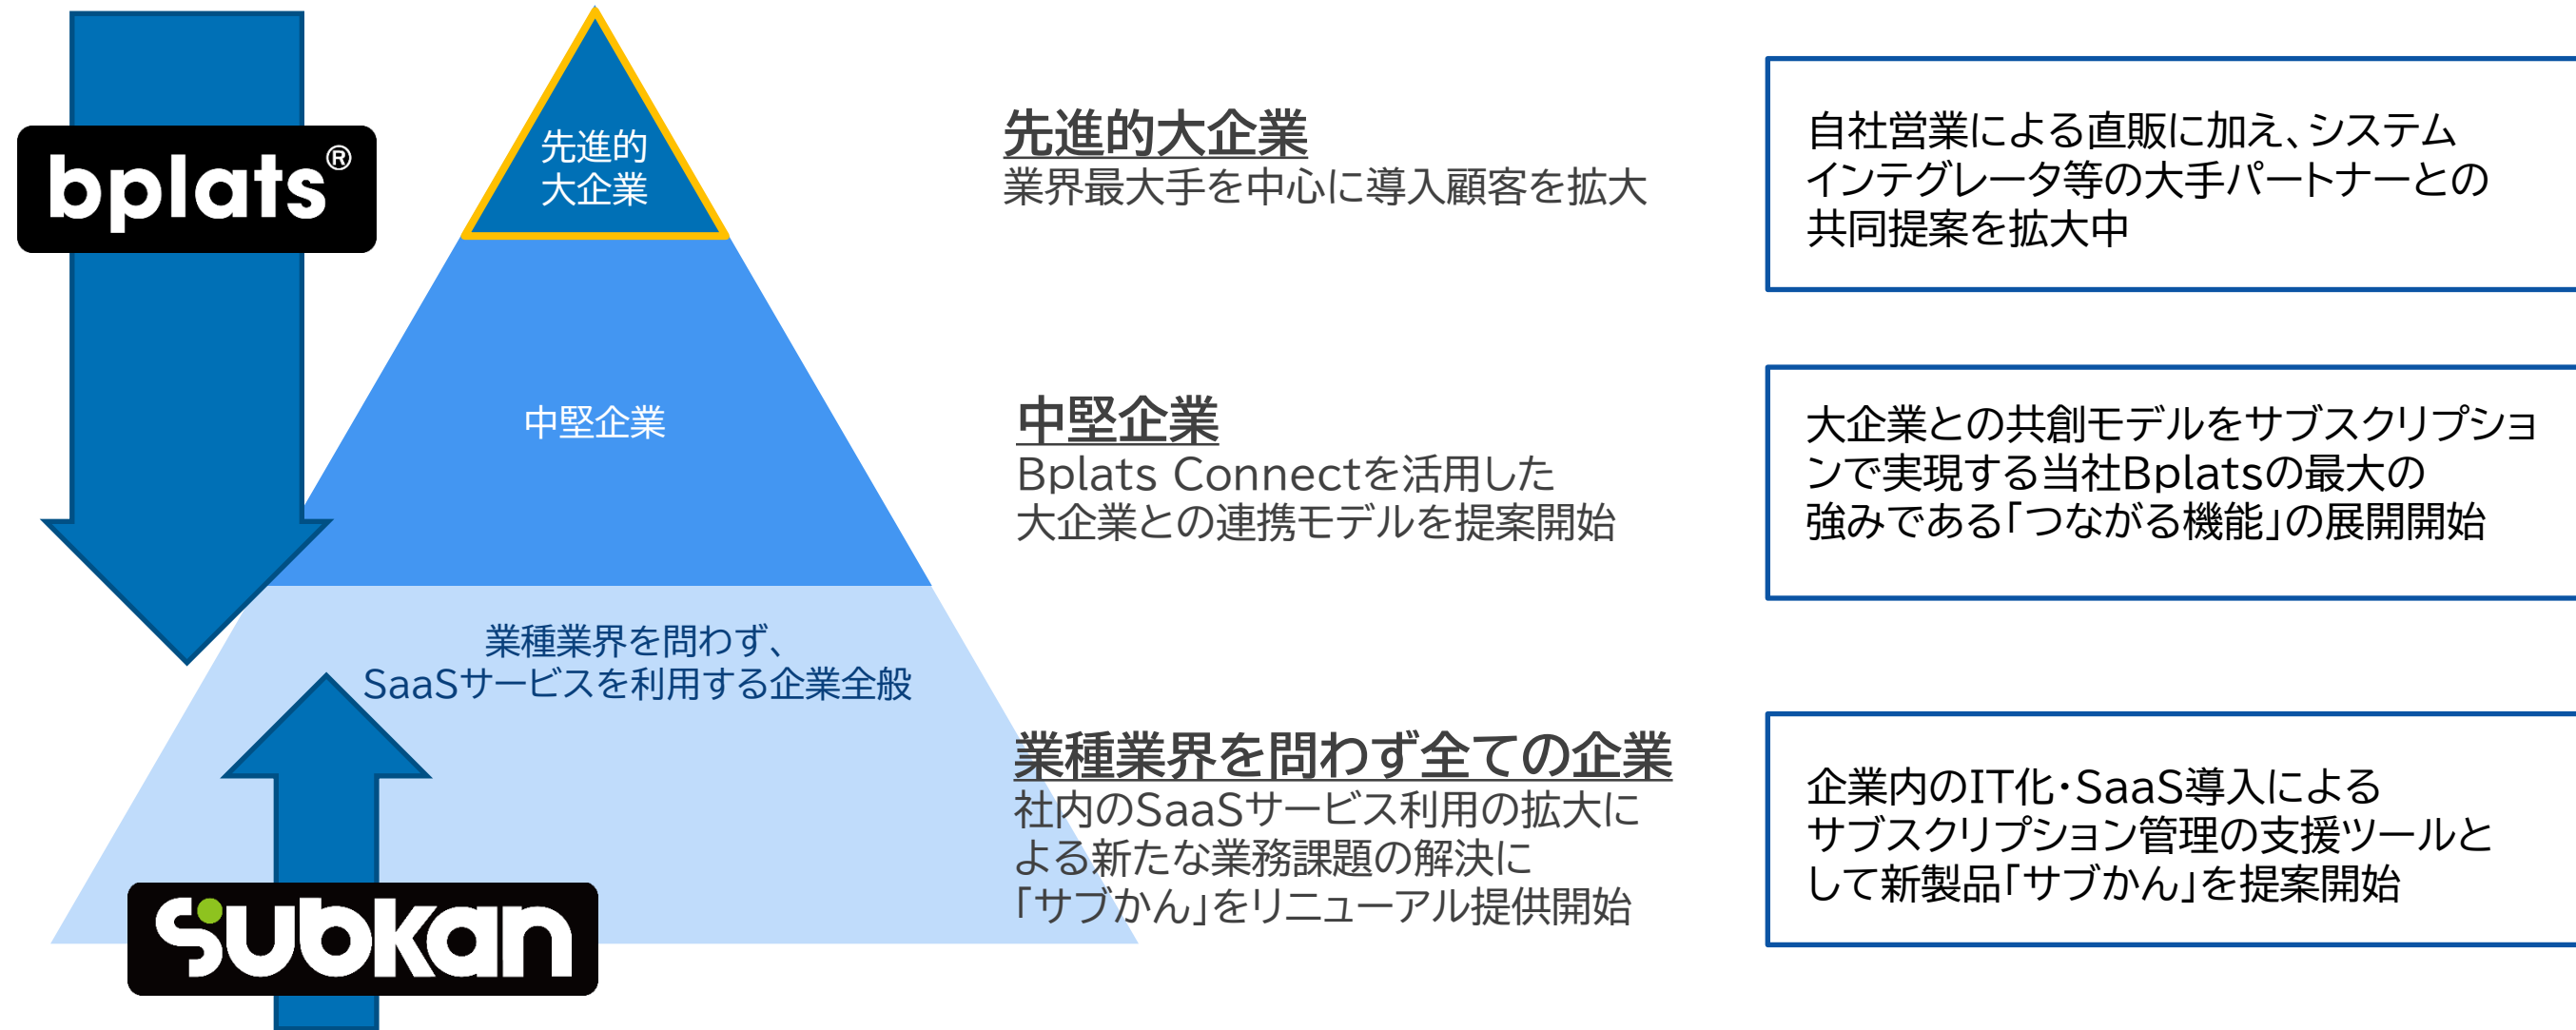 bplats®
先進的
大企業
中堅企業
業種業界を問わず、
SaaSサービスを利用する企業全般
subkan
先進的大企業
業界最大手を中心に導入顧客を拡大
中堅企業
Bplats Connectを活用した
大企業との連携モデルを提案開始
業種業界を問わず全ての企業
社内のSaaSサービス利用の拡大に
よる新たな業務課題の解決に
「サブかん」をリニューアル提供開始
自社営業による直販に加え、システム
インテグレータ等の大手パートナーとの
共同提案を拡大中
大企業との共創モデルをサブスクリプショ
ンで実現する当社Bplatsの最大の
強みである「つながる機能」の展開開始
企業内のIT化・SaaS導入による
サブスクリプション管理の支援ツールと
して新製品「サブかん」を提案開始